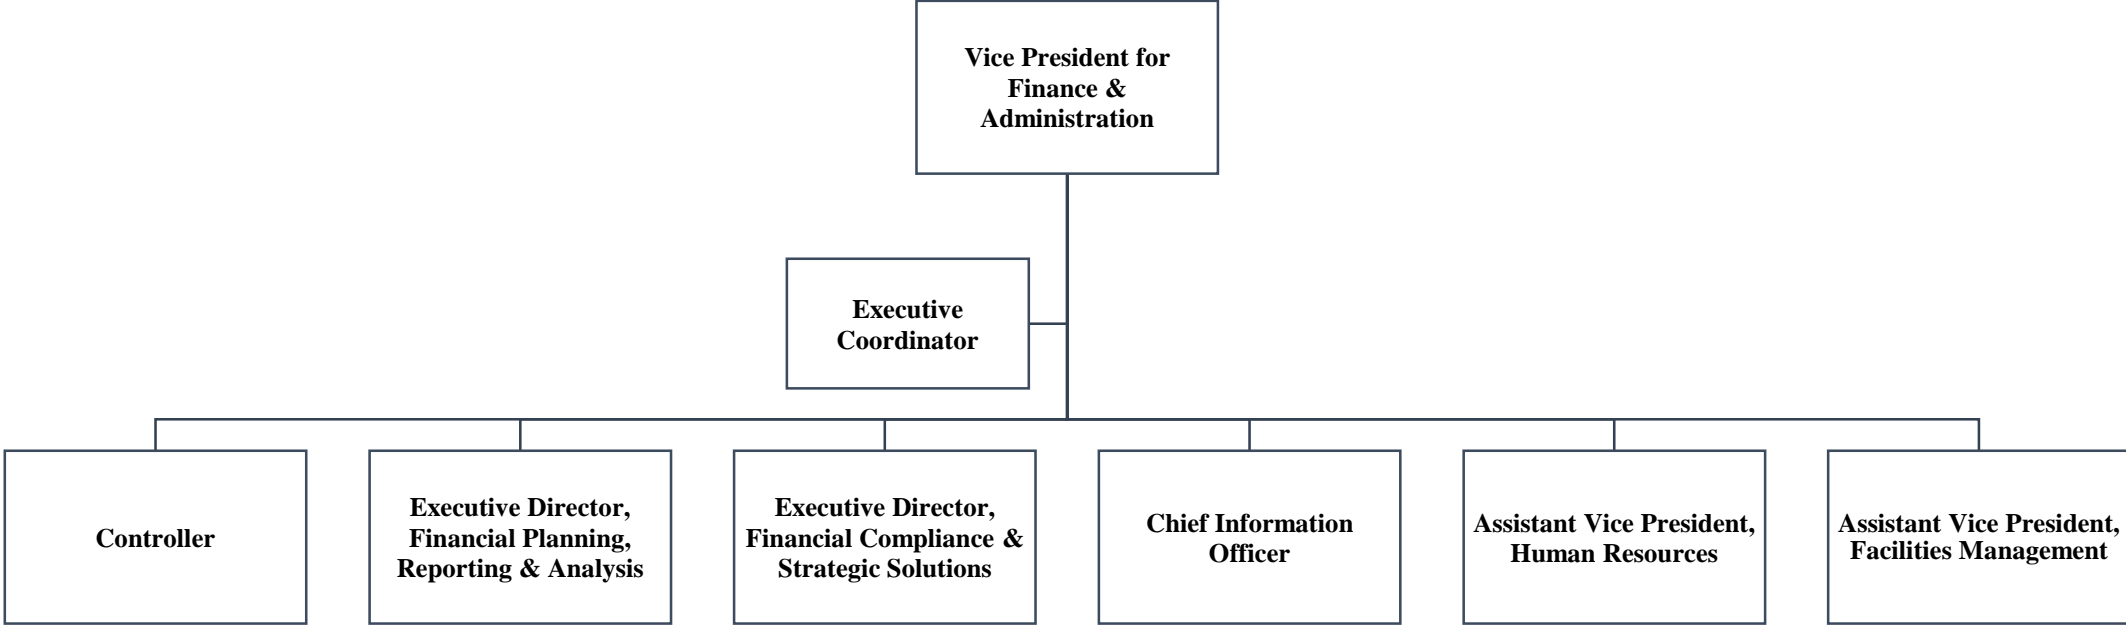 Vice President for
Finance &
Administration
Executive
Coordinator
Controller
Executive Director,
Financial Planning,
Reporting & Analysis
Executive Director,
Financial Compliance &
Strategic Solutions
Chief Information
Officer
Assistant Vice President,
Human Resources
Assistant Vice President,
Facilities Management